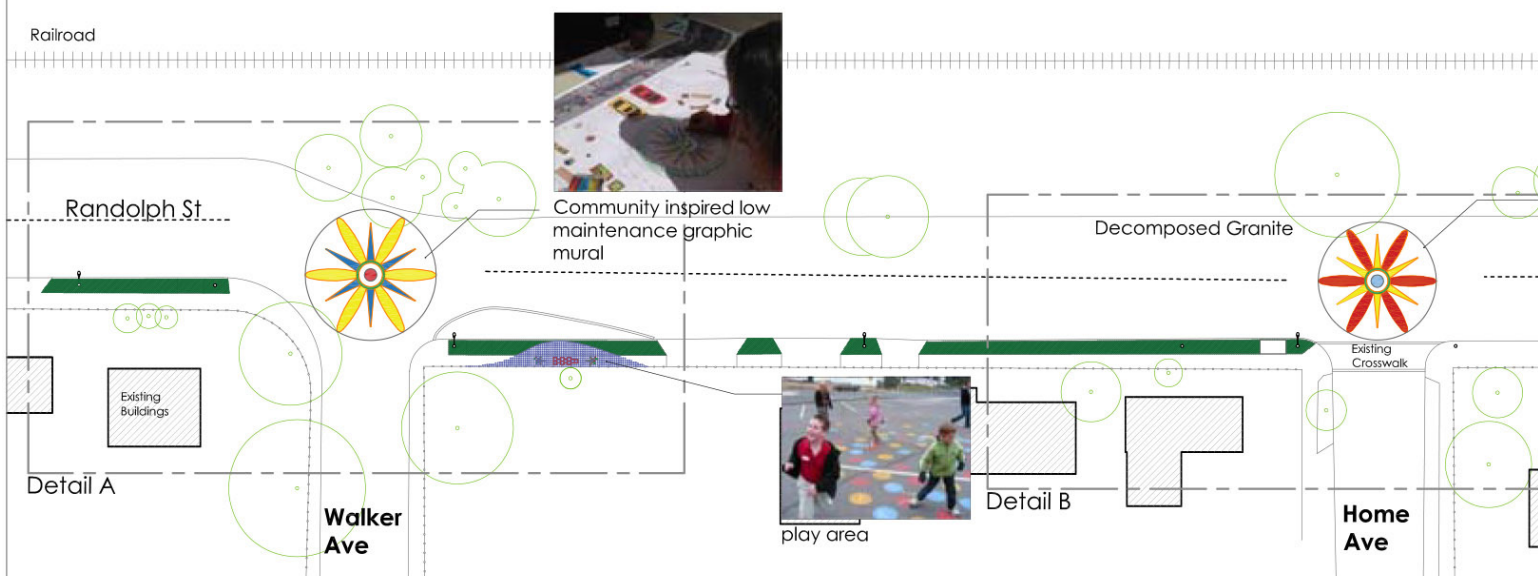 Railroad
Randolph St
Community inspired low
maintenance graphic
mural
Decomposed Granite
Existing
Buildings
Existing
Crosswalk
Detail A
Walker
Ave
play area
Detail B
Home
Ave